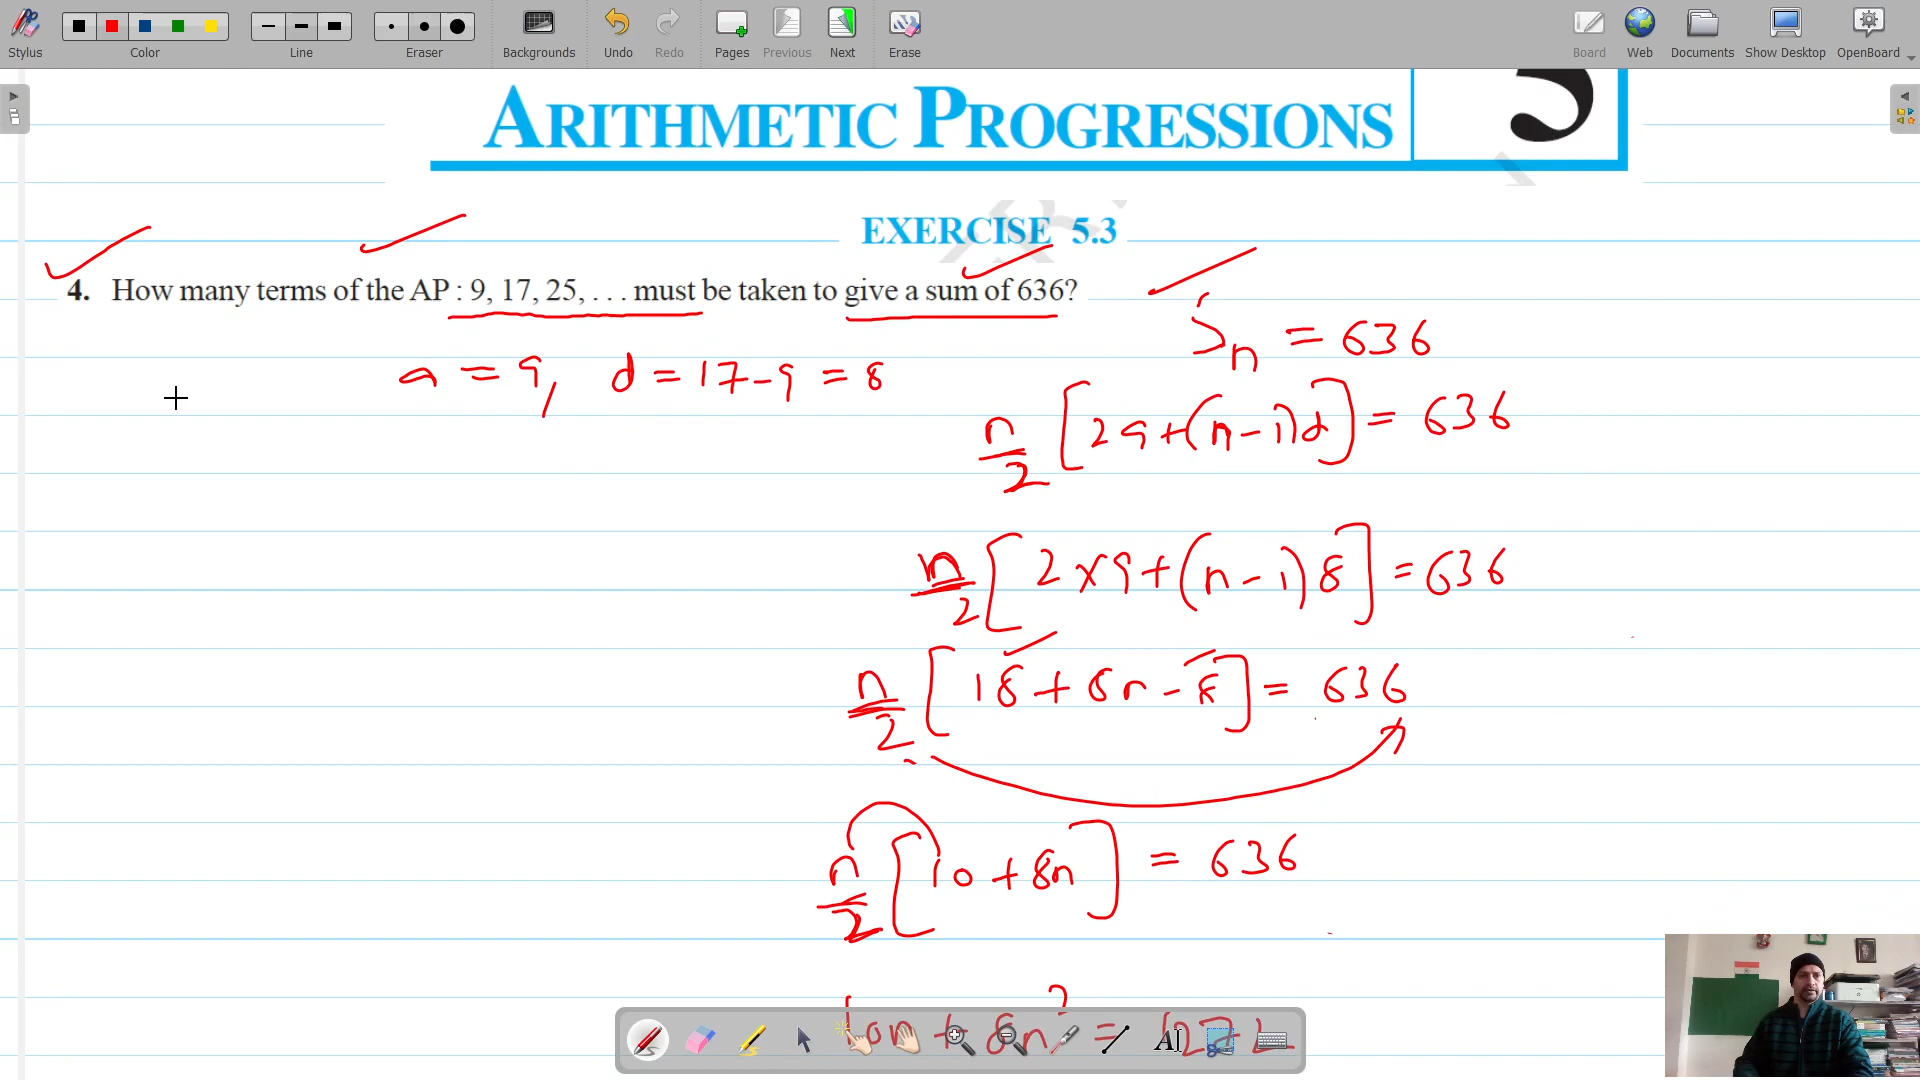 Stylus Color Line Eraser Backgrounds Undo Redo Pages Previous Next Erase Board Web Documents Show Desktop OpenBoard
ARITHMETIC PROGRESSIONS 5
EXERCISE 5.3
4. How many terms of the AP : 9, 17, 25, . . . must be taken to give a sum of 636?
a = 9, d = 17 - 9 = 8
Sn = 636
n/2 [2a + (n - 1)d] = 636
n/2 [2 × 9 + (n - 1) 8] = 636
n/2 [18 + 8n - 8] = 636
n/2 [10 + 8n] = 636
10n + 8n² = 1272